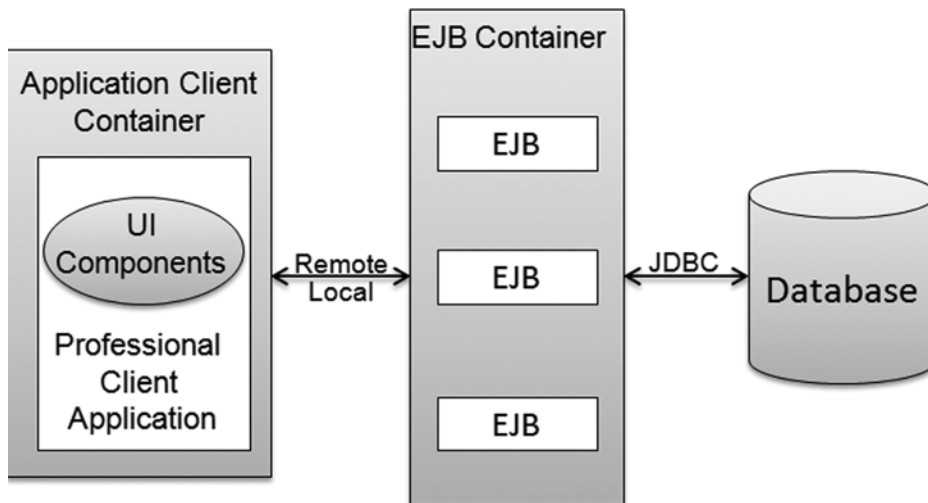 Application Client
Container
UI
Components
Professional
Client
Application
Remote
Local
EJB Container
EJB
EJB
EJB
JDBC
Database